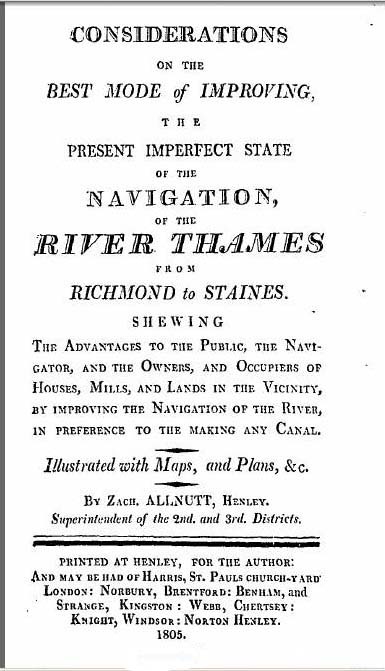 CONSIDERATIONS
ON THE
BEST MODE of IMPROVING,
THE
PRESENT IMPERFECT STATE
OF THE
NAVIGATION,
OF THE
RIVER THAMES
FROM
RICHMOND to STAINES.
SHEWING
THE ADVANTAGES TO THE PUBLIC, THE NAVI-
GATOR, AND THE OWNERS, AND OCCUPIERS OF
HOUSES, MILLS, AND LANDS IN THE VICINITY,
BY IMPROVING THE NAVIGATION OF THE RIVER,
IN PREFERENCE TO THE MAKING ANY CANAL.
Illustrated with Maps, and Plans, &c.
BY ZACH. ALLNUTT, HENLEY.
Superintendent of the 2nd. and 3rd. Districts.
PRINTED AT HENLEY, FOR THE AUTHOR:
AND MAY BE HAD OF HARRIS, ST. PAULS CHURCH-YARD
LONDON: NORBURY, BRENTFORD: BENHAM, and
STRANGE, KINGSTON: WEBB, CHERTSEY:
KNIGHT, WINDSOR: NORTON HENLEY.
1805.